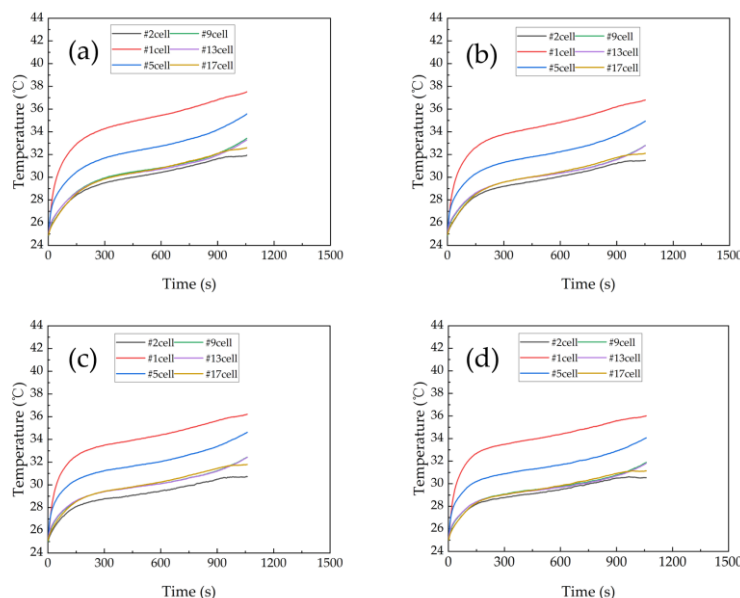 (a)
#2cell #9cell
#1cell #13cell
#5cell #17cell
44
42
40
38
36
34
32
30
28
26
24
Temperature (℃)
0 300 600 900 1200 1500
Time (s)
(b)
#2cell #9cell
#1cell #13cell
#5cell #17cell
44
42
40
38
36
34
32
30
28
26
24
Temperature (℃)
0 300 600 900 1200 1500
Time (s)
(c)
#2cell #9cell
#1cell #13cell
#5cell #17cell
44
42
40
38
36
34
32
30
28
26
24
Temperature (℃)
0 300 600 900 1200 1500
Time (s)
(d)
#2cell #9cell
#1cell #13cell
#5cell #17cell
44
42
40
38
36
34
32
30
28
26
24
Temperature (℃)
0 300 600 900 1200 1500
Time (s)